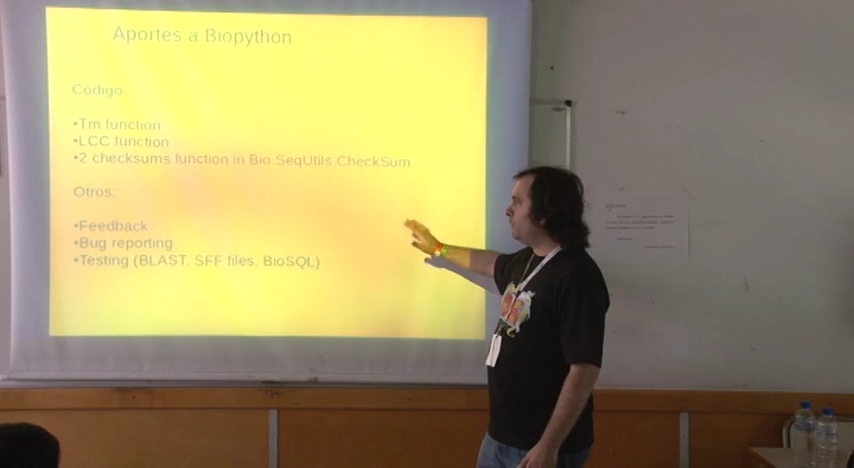 Aportes a Biopython
Código
•Tm function
•LCC function
•2 checksums function in Bio.SeqUtils.CheckSum
Otros:
•Feedback
•Bug reporting
•Testing (BLAST, SFF files, BioSQL)